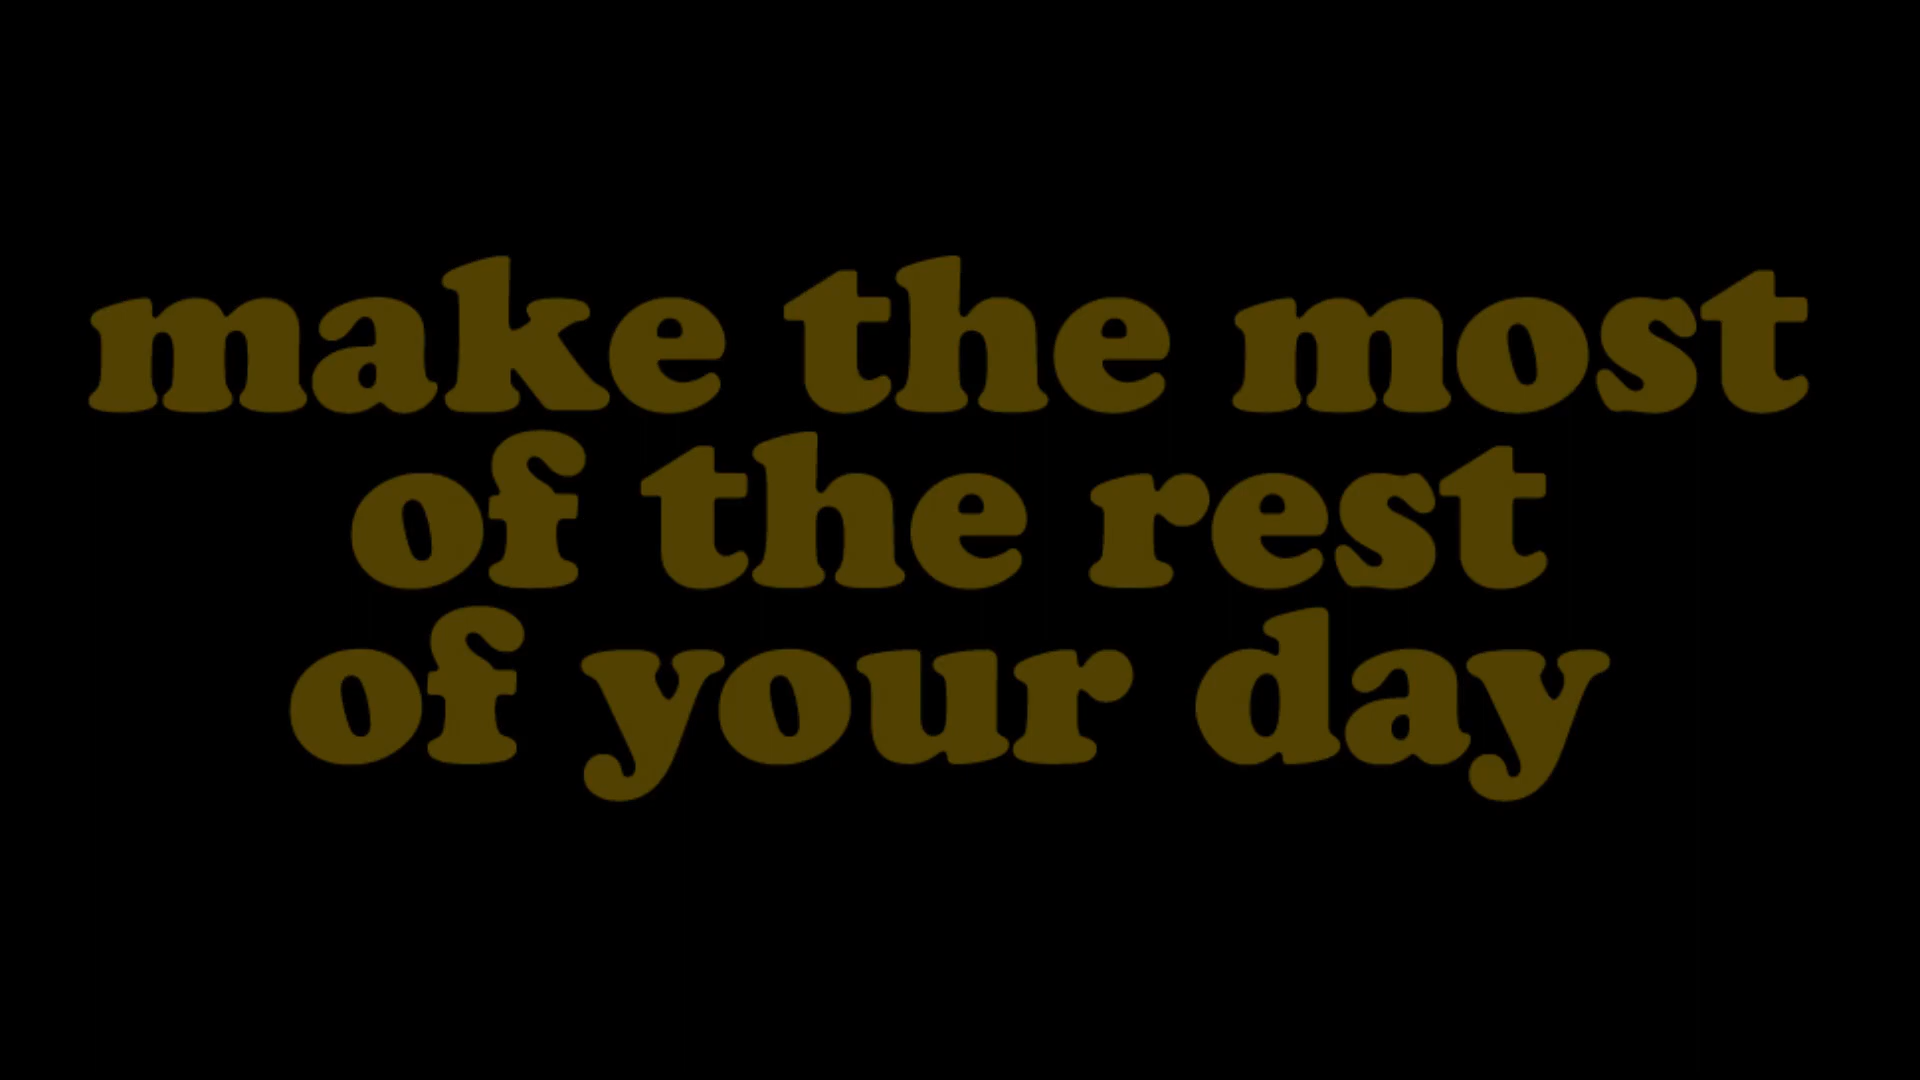 make the most
of the rest
of your day